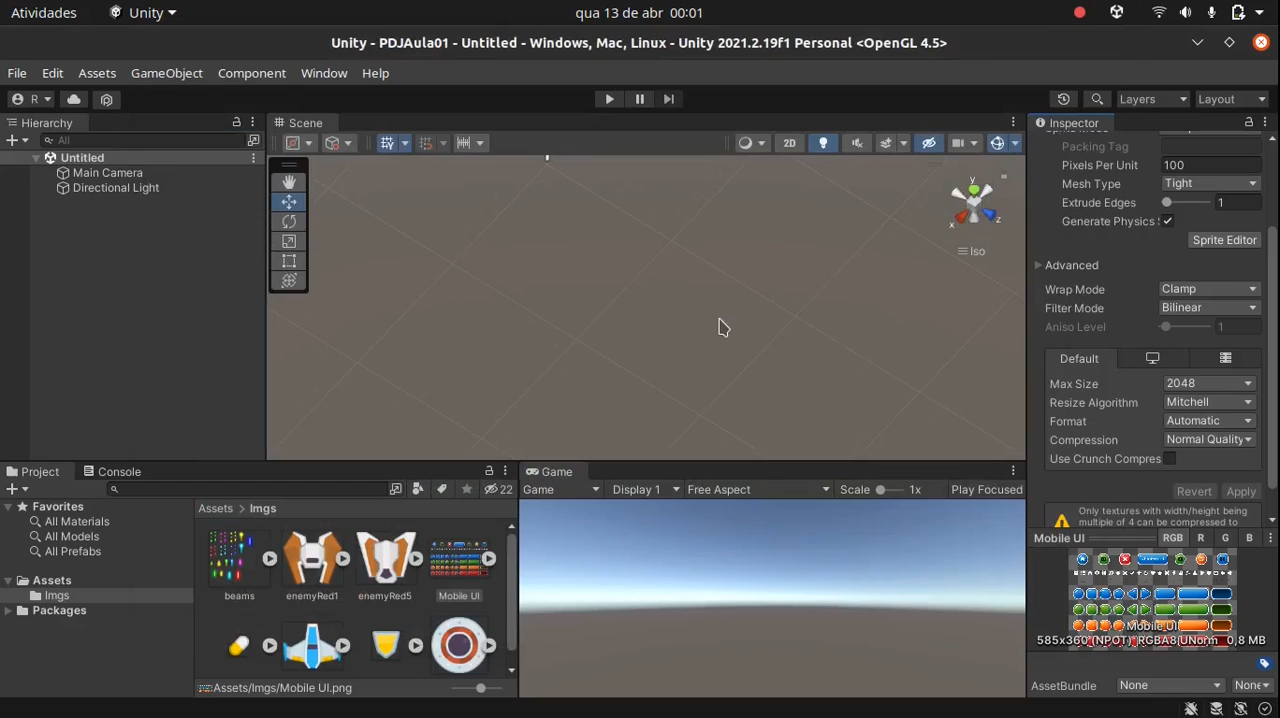 Atividades Unity qua 13 de abr 00:01
Unity - PDJAula01 - Untitled - Windows, Mac, Linux - Unity 2021.2.19f1 Personal <OpenGL 4.5>
File Edit Assets GameObject Component Window Help
R Layers Layout
Hierarchy
All
Untitled
Main Camera
Directional Light
Scene
2D
y
x
z
Iso
Inspector
Packing Tag
Pixels Per Unit 100
Mesh Type Tight
Extrude Edges 1
Generate Physics
Sprite Editor
Advanced
Wrap Mode Clamp
Filter Mode Bilinear
Aniso Level 1
Default
Max Size 2048
Resize Algorithm Mitchell
Format Automatic
Compression Normal Quality
Use Crunch Compres
Revert Apply
Only textures with width/height being
multiple of 4 can be compressed to
Mobile UI RGB R G B
Mobile UI
585x360 (NPOT) RGBA8 UNorm 0,8 MB
AssetBundle None None
Project Console
22
Favorites
All Materials
All Models
All Prefabs
Assets
Imgs
Packages
Assets > Imgs
beams enemyRed1 enemyRed5 Mobile UI
Assets/Imgs/Mobile UI.png
Game
Game Display 1 Free Aspect Scale 1x Play Focused